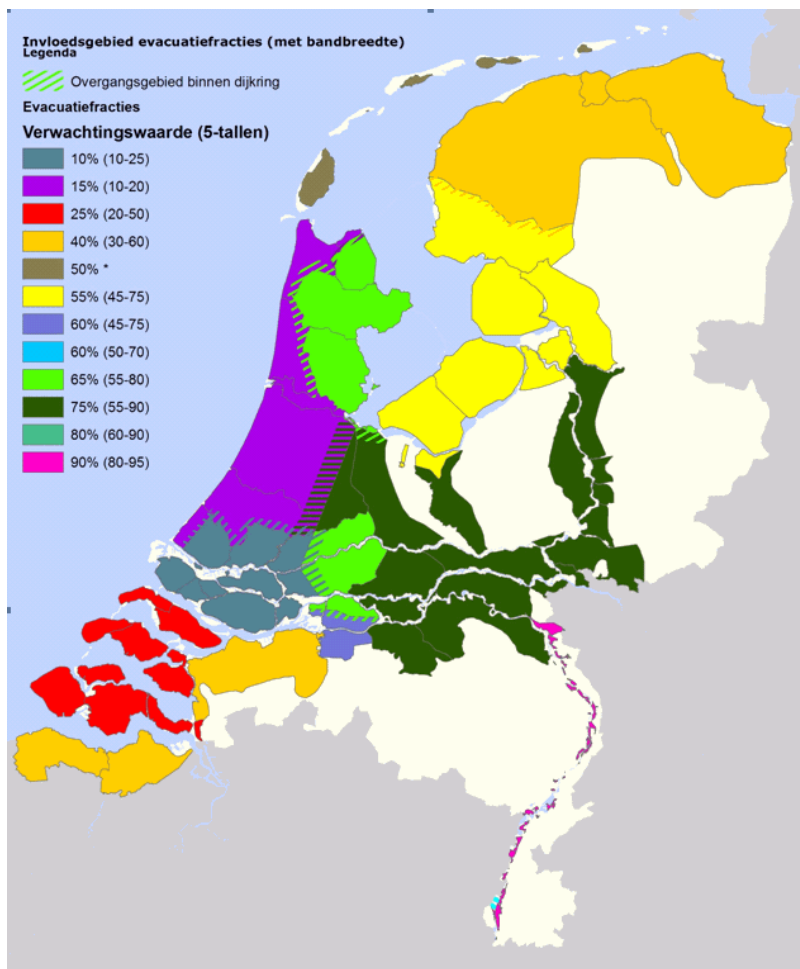 Invloedsgebied evacuatiefracties (met bandbreedte)
Legenda
Overgangsgebied binnen dijkring
Evacuatiefracties
Verwachtingswaarde (5-tallen)
10% (10-25)
15% (10-20)
25% (20-50)
40% (30-60)
50% *
55% (45-75)
60% (45-75)
60% (50-70)
65% (55-80)
75% (55-90)
80% (60-90)
90% (80-95)